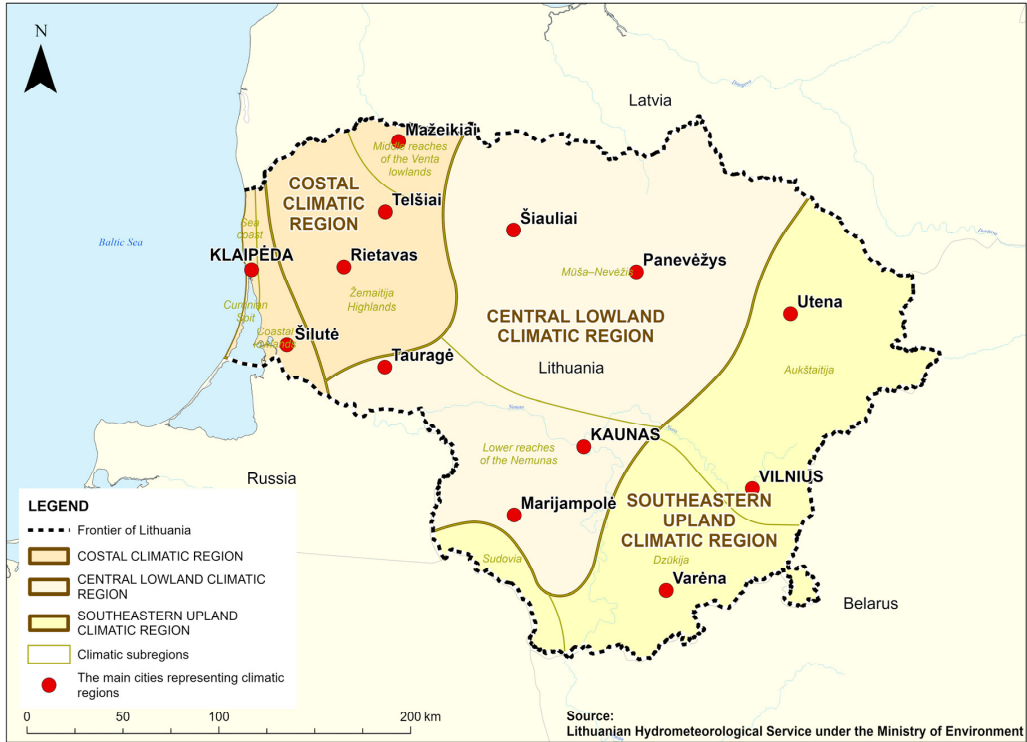 N
Latvia
Daugava
Mažeikiai
Middle reaches
of the Venta
lowlands
COSTAL
CLIMATIC
REGION
Telšiai
Šiauliai
Sea
coast
Baltic Sea
KLAIPĖDA
Rietavas
Panevėžys
Mūša–Nevėžis
Žemaitija
Highlands
Curonian
Spit
Utena
CENTRAL LOWLAND
CLIMATIC REGION
Coastal
lowlands
Šilutė
Tauragė
Lithuania
Aukštaitija
KAUNAS
Lower reaches
of the Nemunas
Russia
VILNIUS
SOUTHEASTERN
UPLAND
CLIMATIC REGION
Marijampolė
Sudovia
Dzūkija
Varėna
Belarus
LEGEND
Frontier of Lithuania
COSTAL CLIMATIC REGION
CENTRAL LOWLAND CLIMATIC
REGION
SOUTHEASTERN UPLAND
CLIMATIC REGION
Climatic subregions
The main cities representing climatic
regions
0 50 100 200 km
Source:
Lithuanian Hydrometeorological Service under the Ministry of Environment